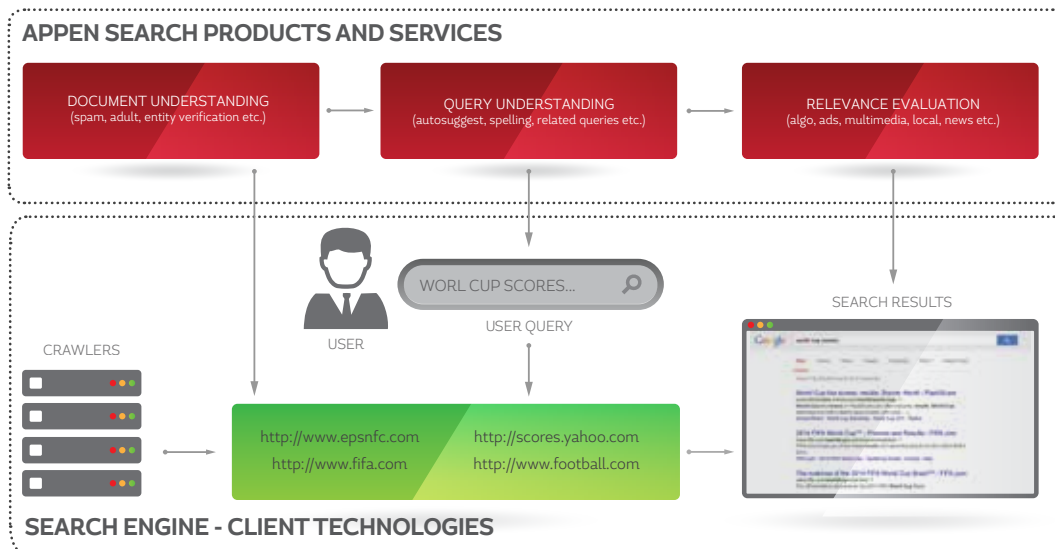 APPEN SEARCH PRODUCTS AND SERVICES
DOCUMENT UNDERSTANDING
(spam, adult, entity verification etc.)
QUERY UNDERSTANDING
(autosuggest, spelling, related queries etc.)
RELEVANCE EVALUATION
(algo, ads, multimedia, local, news etc.)
WORL CUP SCORES...
USER QUERY
USER
SEARCH RESULTS
Google
CRAWLERS
http://www.epsnfc.com
http://scores.yahoo.com
http://www.fifa.com
http://www.football.com
SEARCH ENGINE - CLIENT TECHNOLOGIES